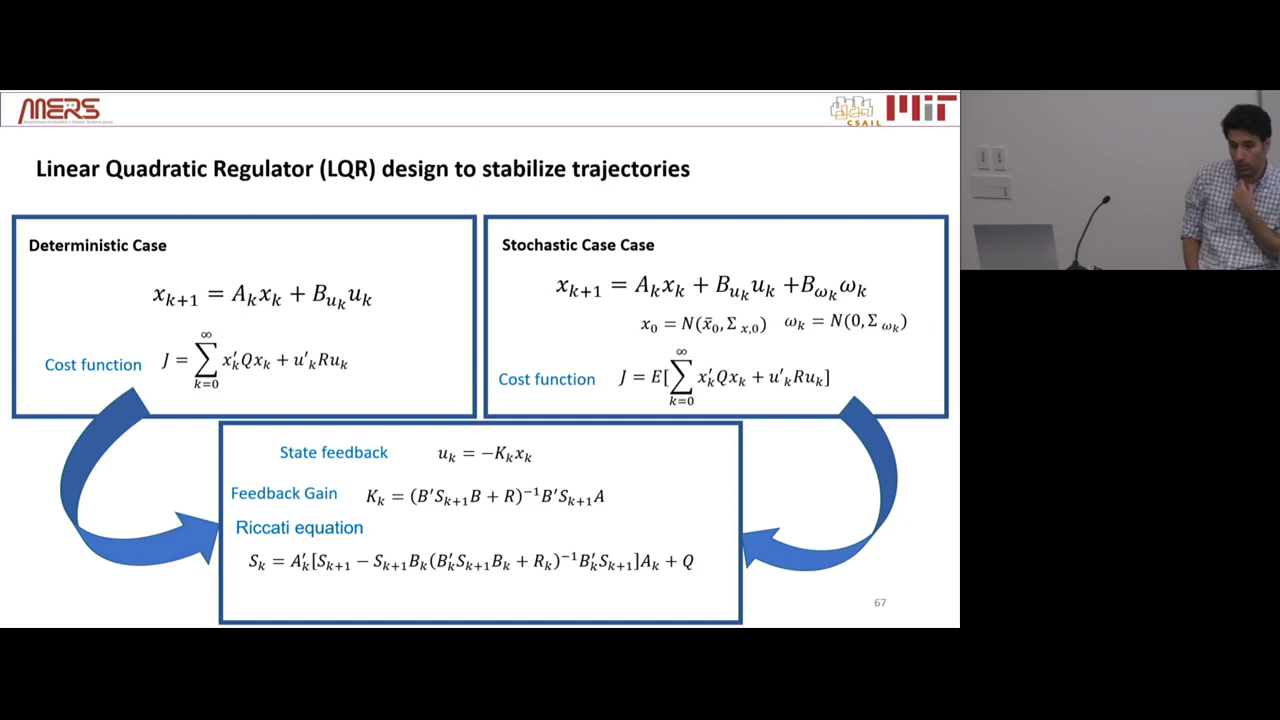 MERS
CSAIL
MIT
Linear Quadratic Regulator (LQR) design to stabilize trajectories
Deterministic Case
x_{k+1} = A_k x_k + B_{u_k} u_k
Cost function J = \sum_{k=0}^{∞} x'_k Q x_k + u'_k R u_k
Stochastic Case Case
x_{k+1} = A_k x_k + B_{u_k} u_k + B_{ω_k} ω_k
x_0 = N(x̄_0, Σ_{x,0}) ω_k = N(0, Σ_{ω_k})
Cost function J = E[\sum_{k=0}^{∞} x'_k Q x_k + u'_k R u_k]
State feedback u_k = −K_k x_k
Feedback Gain K_k = (B'S_{k+1}B + R)^{−1} B'S_{k+1}A
Riccati equation
S_k = A'_k[S_{k+1} − S_{k+1}B_k(B'_k S_{k+1}B_k + R_k)^{−1} B'_k S_{k+1}]A_k + Q
67